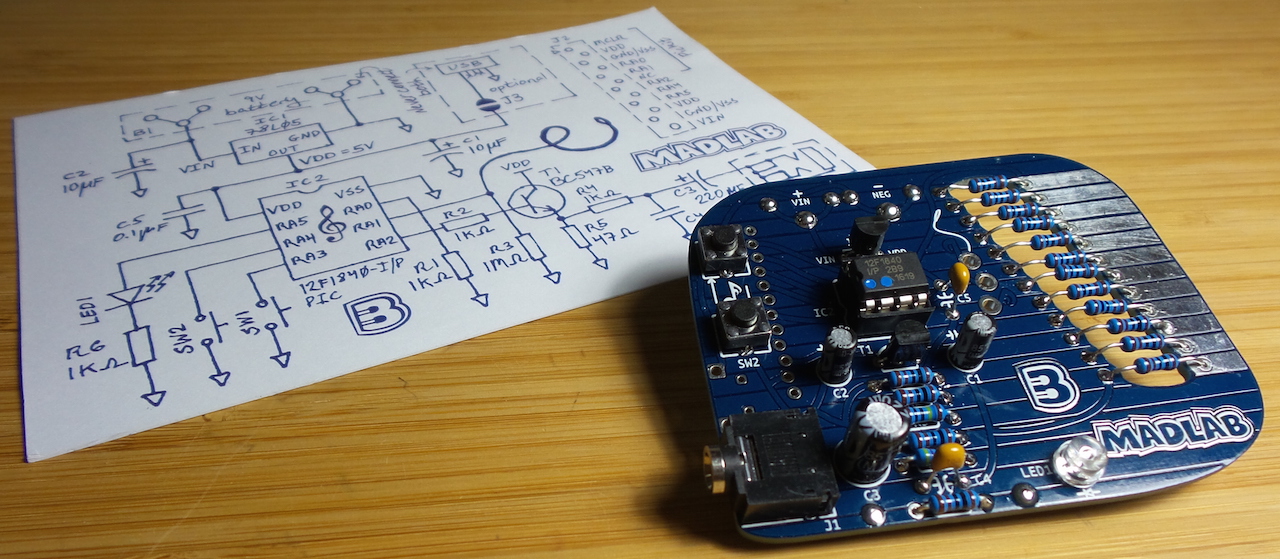 J2
MCLR
VDD
GND/VSS
RA0
RA1
NC
RA2
RA4
RA5
VDD
GND/VSS
VIN
USB
optional
J3
9V
battery
B1
IC1
78L05
IN
GND
OUT
VIN
VDD = 5V
C2
10µF
+
C1
10µF
+
C5
0.1µF
IC2
VDD
VSS
RA5
RA0
RA4
RA1
RA3
RA2
12F1840-I/P
PIC
VDD
T1
BC547B
R2
1KΩ
R1
1KΩ
R3
1MΩ
R4
1KΩ
R5
47Ω
C3
+
220µF
C4
MADLAB
LED1
R6
1KΩ
SW2
SW1
B
+
VIN
-
NEG
VIN
VDD
12F1840
I/P 2B9
1619
IC
C5
SW2
T1
C2
C1
C3
C4
J1
LED1
B
MADLAB